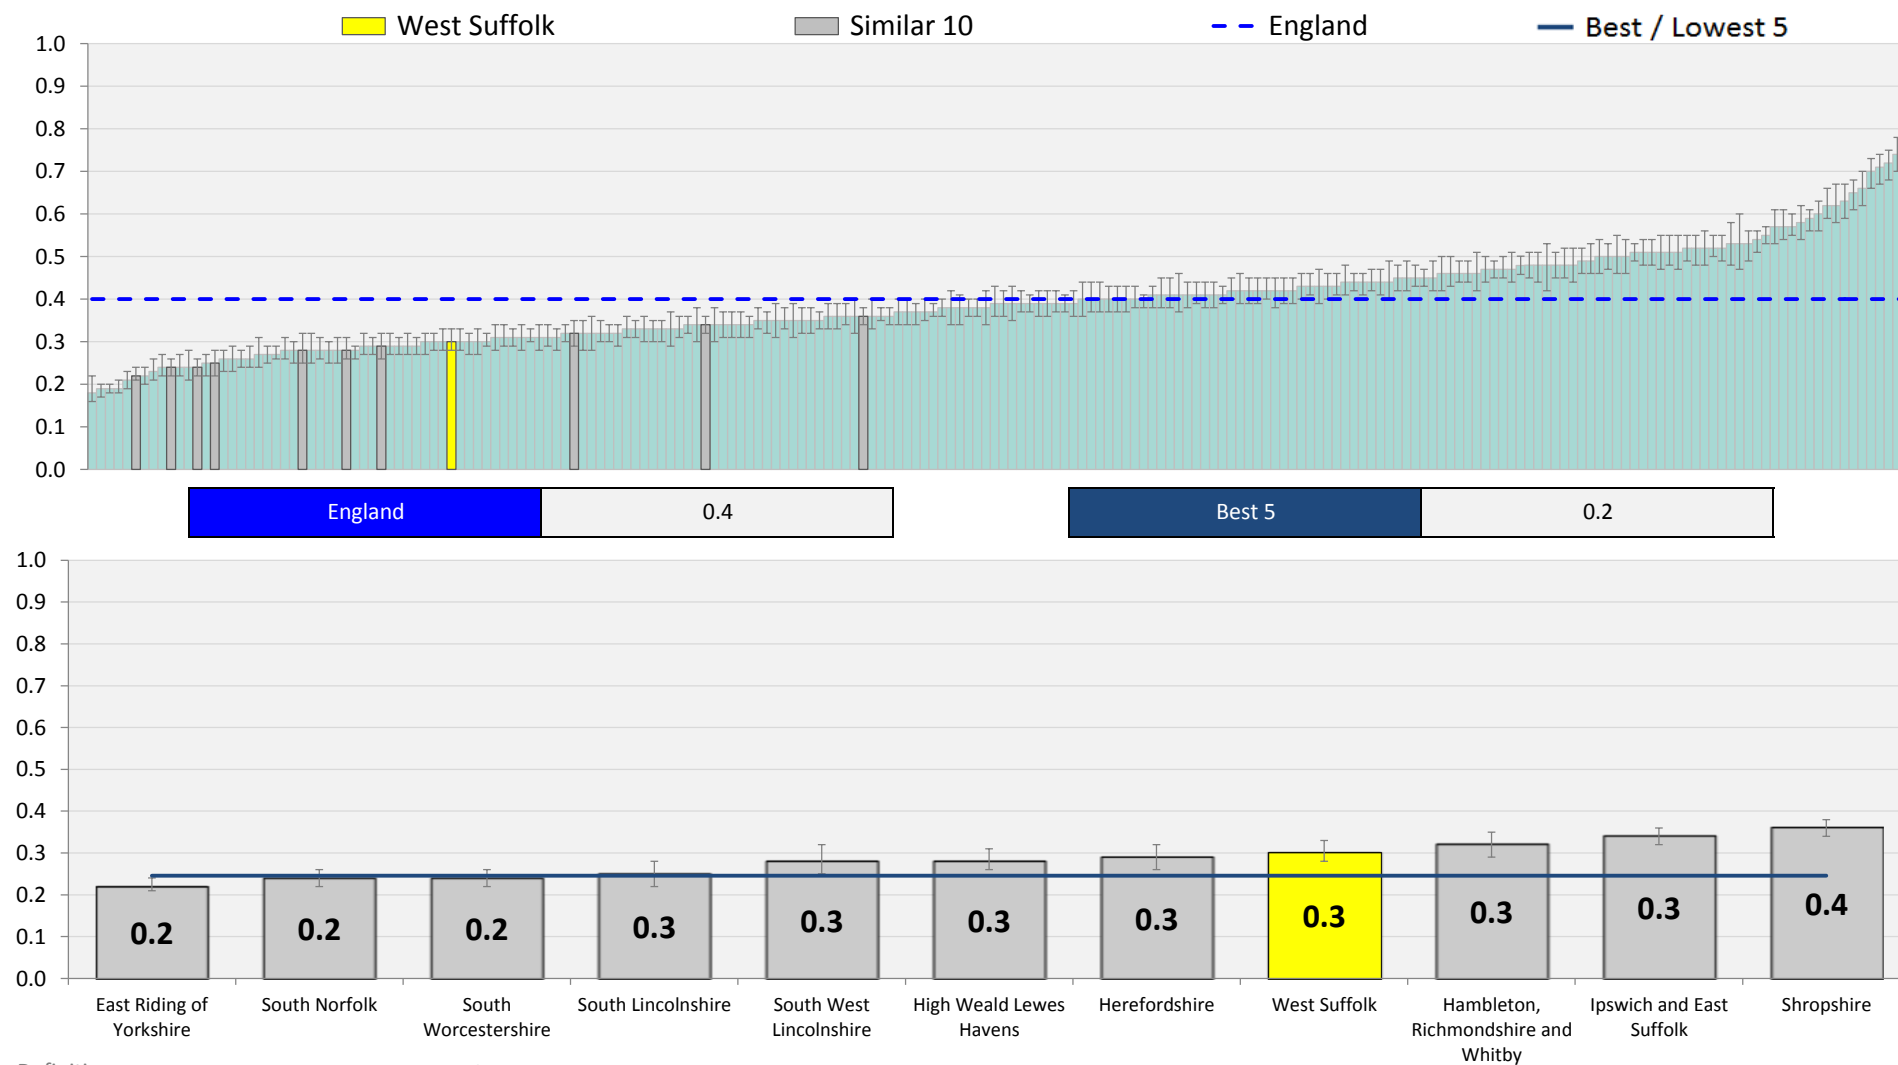 West Suffolk
Similar 10
England
Best / Lowest 5
1.0
0.9
0.8
0.7
0.6
0.5
0.4
0.3
0.2
0.1
0.0
England
0.4
Best 5
0.2
1.0
0.9
0.8
0.7
0.6
0.5
0.4
0.3
0.2
0.1
0.0
0.2
0.2
0.2
0.3
0.3
0.3
0.3
0.3
0.3
0.3
0.4
East Riding of
Yorkshire
South Norfolk
South
Worcestershire
South Lincolnshire
South West
Lincolnshire
High Weald Lewes
Havens
Herefordshire
West Suffolk
Hambleton,
Richmondshire and
Whitby
Ipswich and East
Suffolk
Shropshire